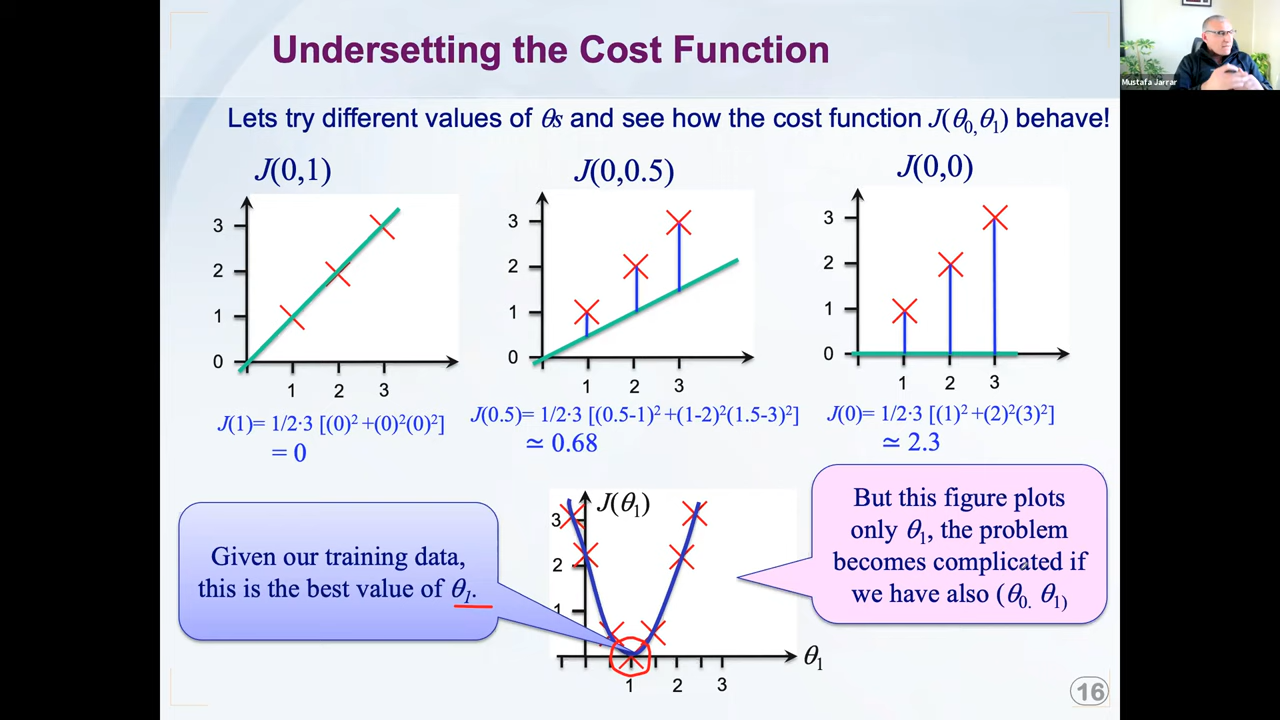 Undersetting the Cost Function
Mustafa Jarrar
Lets try different values of θs and see how the cost function J(θ0, θ1) behave!
J(0,1)
J(0,0.5)
J(0,0)
3
2
1
0
1 2 3
3
2
1
0
1 2 3
3
2
1
0
1 2 3
J(1)= 1/2·3 [(0)² +(0)²(0)²]
= 0
J(0.5)= 1/2·3 [(0.5-1)² +(1-2)²(1.5-3)²]
≃ 0.68
J(0)= 1/2·3 [(1)² +(2)²(3)²]
≃ 2.3
Given our training data,
this is the best value of θ1.
J(θ1)
3
2
1
1 2 3
θ1
But this figure plots
only θ1, the problem
becomes complicated if
we have also (θ0. θ1)
16